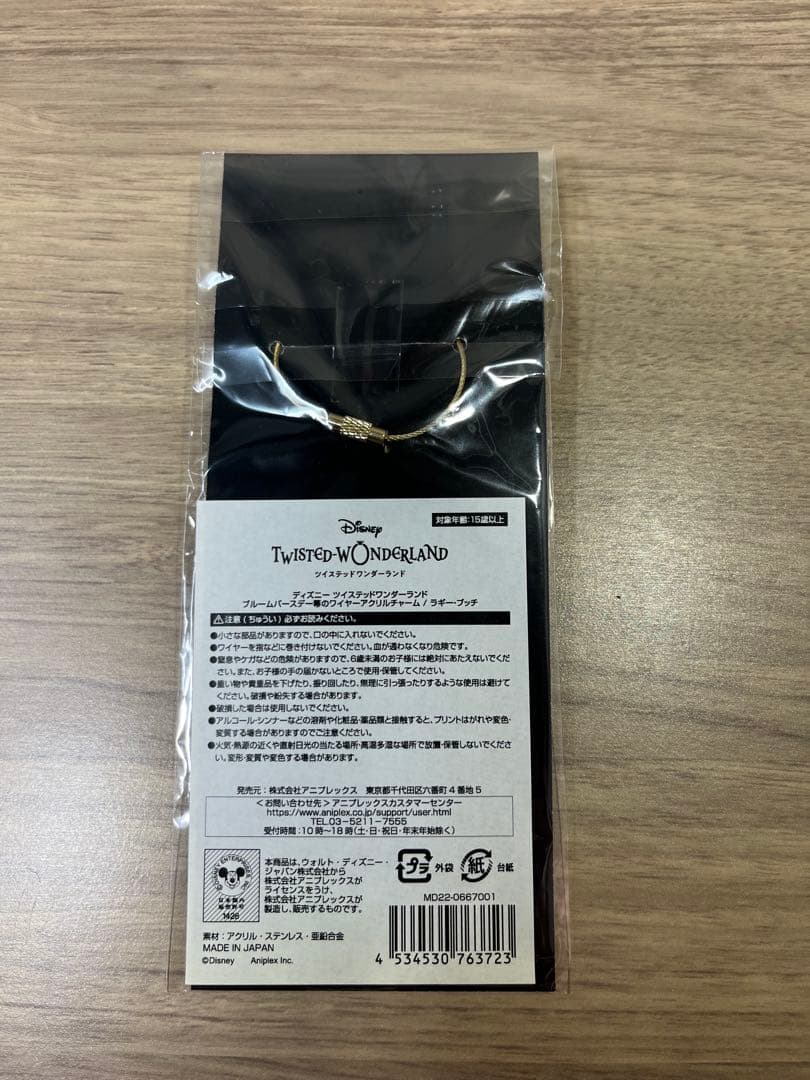 Disney
対象年齢:15歳以上
TWISTED-WONDERLAND
ツイステッドワンダーランド
ディズニー ツイステッドワンダーランド
ブルームバースデー箒のワイヤーアクリルチャーム / ラギー・ブッチ
注意 ( ちゅうい ) 必ずお読みください。
●小さな部品がありますので、口の中に入れないでください。
●ワイヤーを指などに巻き付けないでください。血が通わなくなり危険です。
●窒息やケガなどの危険がありますので、6歳未満のお子様には絶対にあたえないでくだ
さい。また、お子様の手の届かないところで使用・保管してください。
●重い物や貴重品を下げたり、振り回したり、無理に引っ張ったりするような使用は避けて
ください。破損や紛失する場合があります。
●破損した場合は使用しないでください。
●アルコール・シンナーなどの溶剤や化粧品・薬品類と接触すると、プリントはがれや変色・
変質する場合がありますのでご注意ください。
●火気・熱源の近くや直射日光の当たる場所・高温多湿な場所で放置・保管しないでくださ
い。変形・変質や変色する場合があります。
発売元：株式会社アニプレックス 東京都千代田区六番町４番地５
＜お問い合わせ先＞アニプレックスカスタマーセンター
https://www.aniplex.co.jp/support/user.html
TEL.03-5211-7555
受付時間：10時～18時(土・日・祝日・年末年始除く)
本商品は、ウォルト・ディズニー・
ジャパン株式会社から
株式会社アニプレックスが
ライセンスをうけ、
株式会社アニプレックスが
製造し、販売するものです。
DISNEY ENTERPRISES, INC.
日本国内
1426
プラ 外袋 紙 台紙
MD22-0667001
素材：アクリル・ステンレス・亜鉛合金
MADE IN JAPAN
©Disney Aniplex Inc.
4 534530 763723